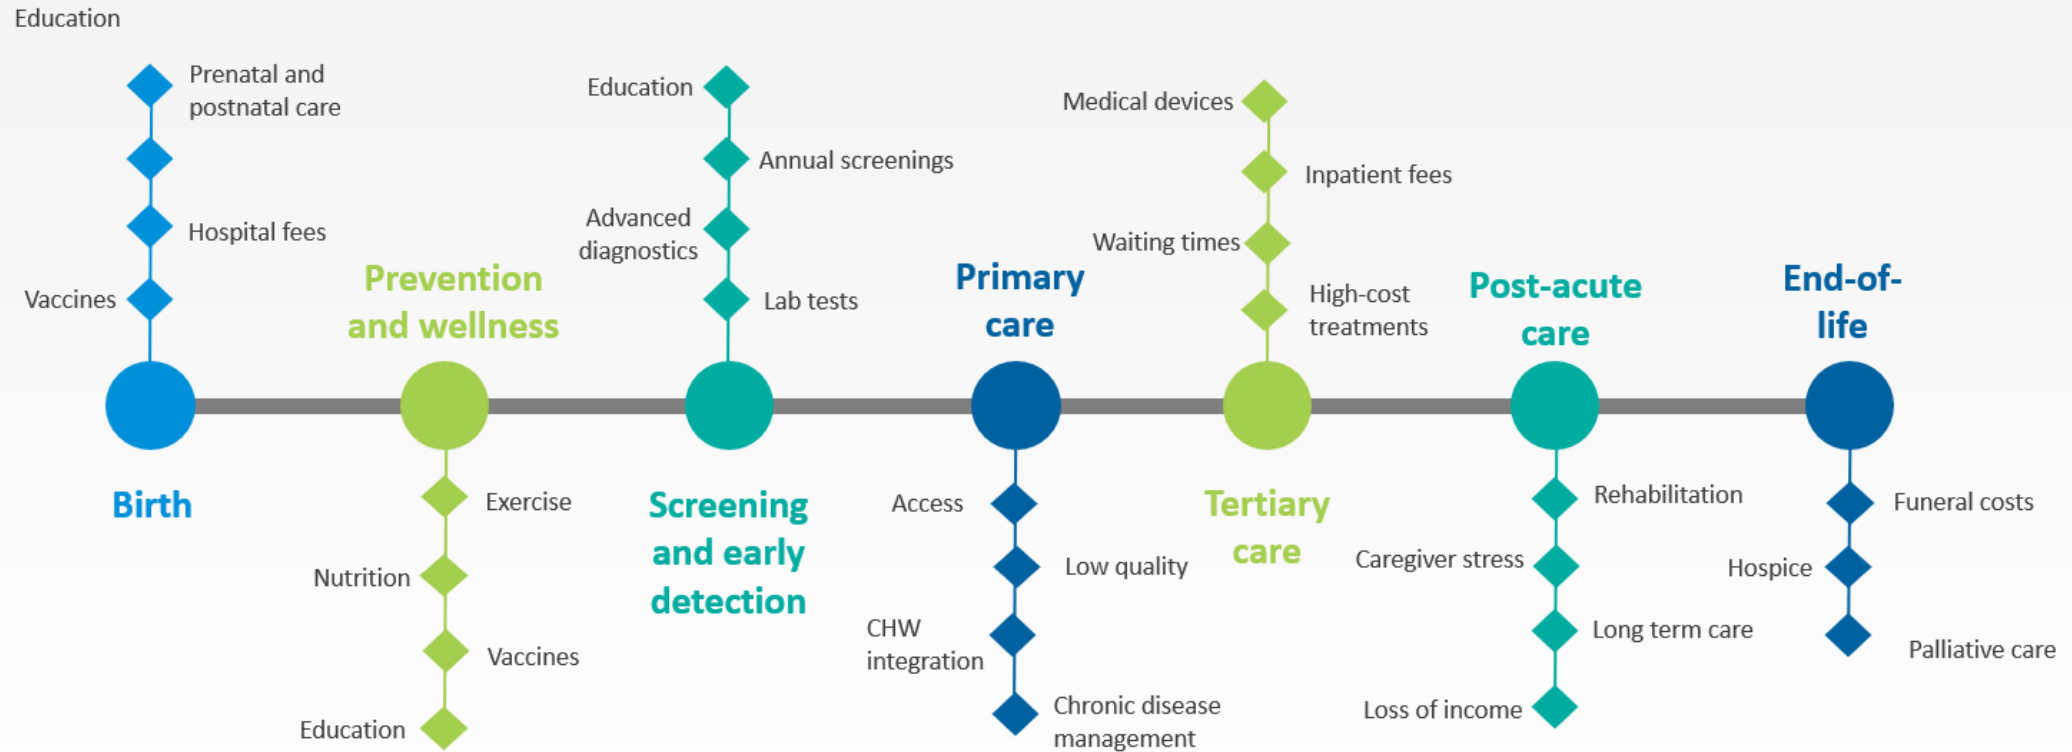 Education
Prenatal and
postnatal care
Hospital fees
Vaccines
Birth
Prevention
and wellness
Exercise
Nutrition
Vaccines
Education
Education
Annual screenings
Advanced
diagnostics
Lab tests
Screening
and early
detection
Primary
care
Access
Low quality
CHW
integration
Chronic disease
management
Medical devices
Inpatient fees
Waiting times
High-cost
treatments
Tertiary
care
Post-acute
care
Rehabilitation
Caregiver stress
Long term care
Loss of income
End-of-
life
Funeral costs
Hospice
Palliative care